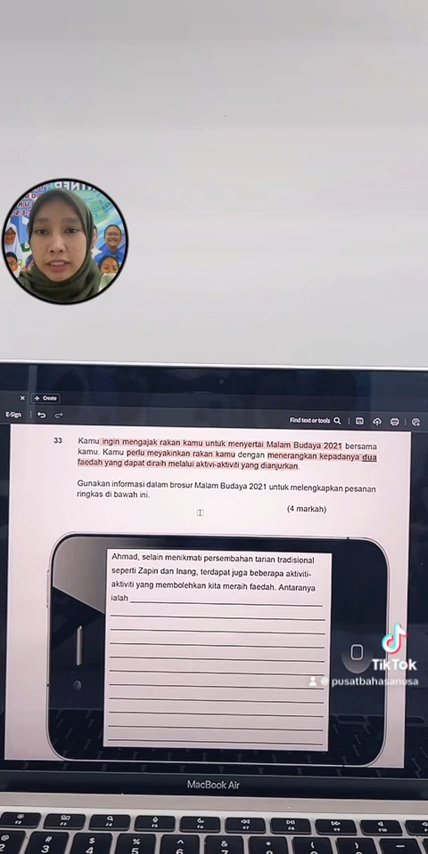 Create
E-Sign
Find text or tools
33 Kamu ingin mengajak rakan kamu untuk menyertai Malam Budaya 2021 bersama
kamu. Kamu perlu meyakinkan rakan kamu dengan menerangkan kepadanya dua
faedah yang dapat diraih melalui aktivi-aktiviti yang dianjurkan.
Gunakan informasi dalam brosur Malam Budaya 2021 untuk melengkapkan pesanan
ringkas di bawah ini.
(4 markah)
Ahmad, selain menikmati persembahan tarian tradisional
seperti Zapin dan Inang, terdapat juga beberapa aktiviti-
aktiviti yang membolehkan kita meraih faedah. Antaranya
ialah
TikTok
@pusatbahasanusa
MacBook Air